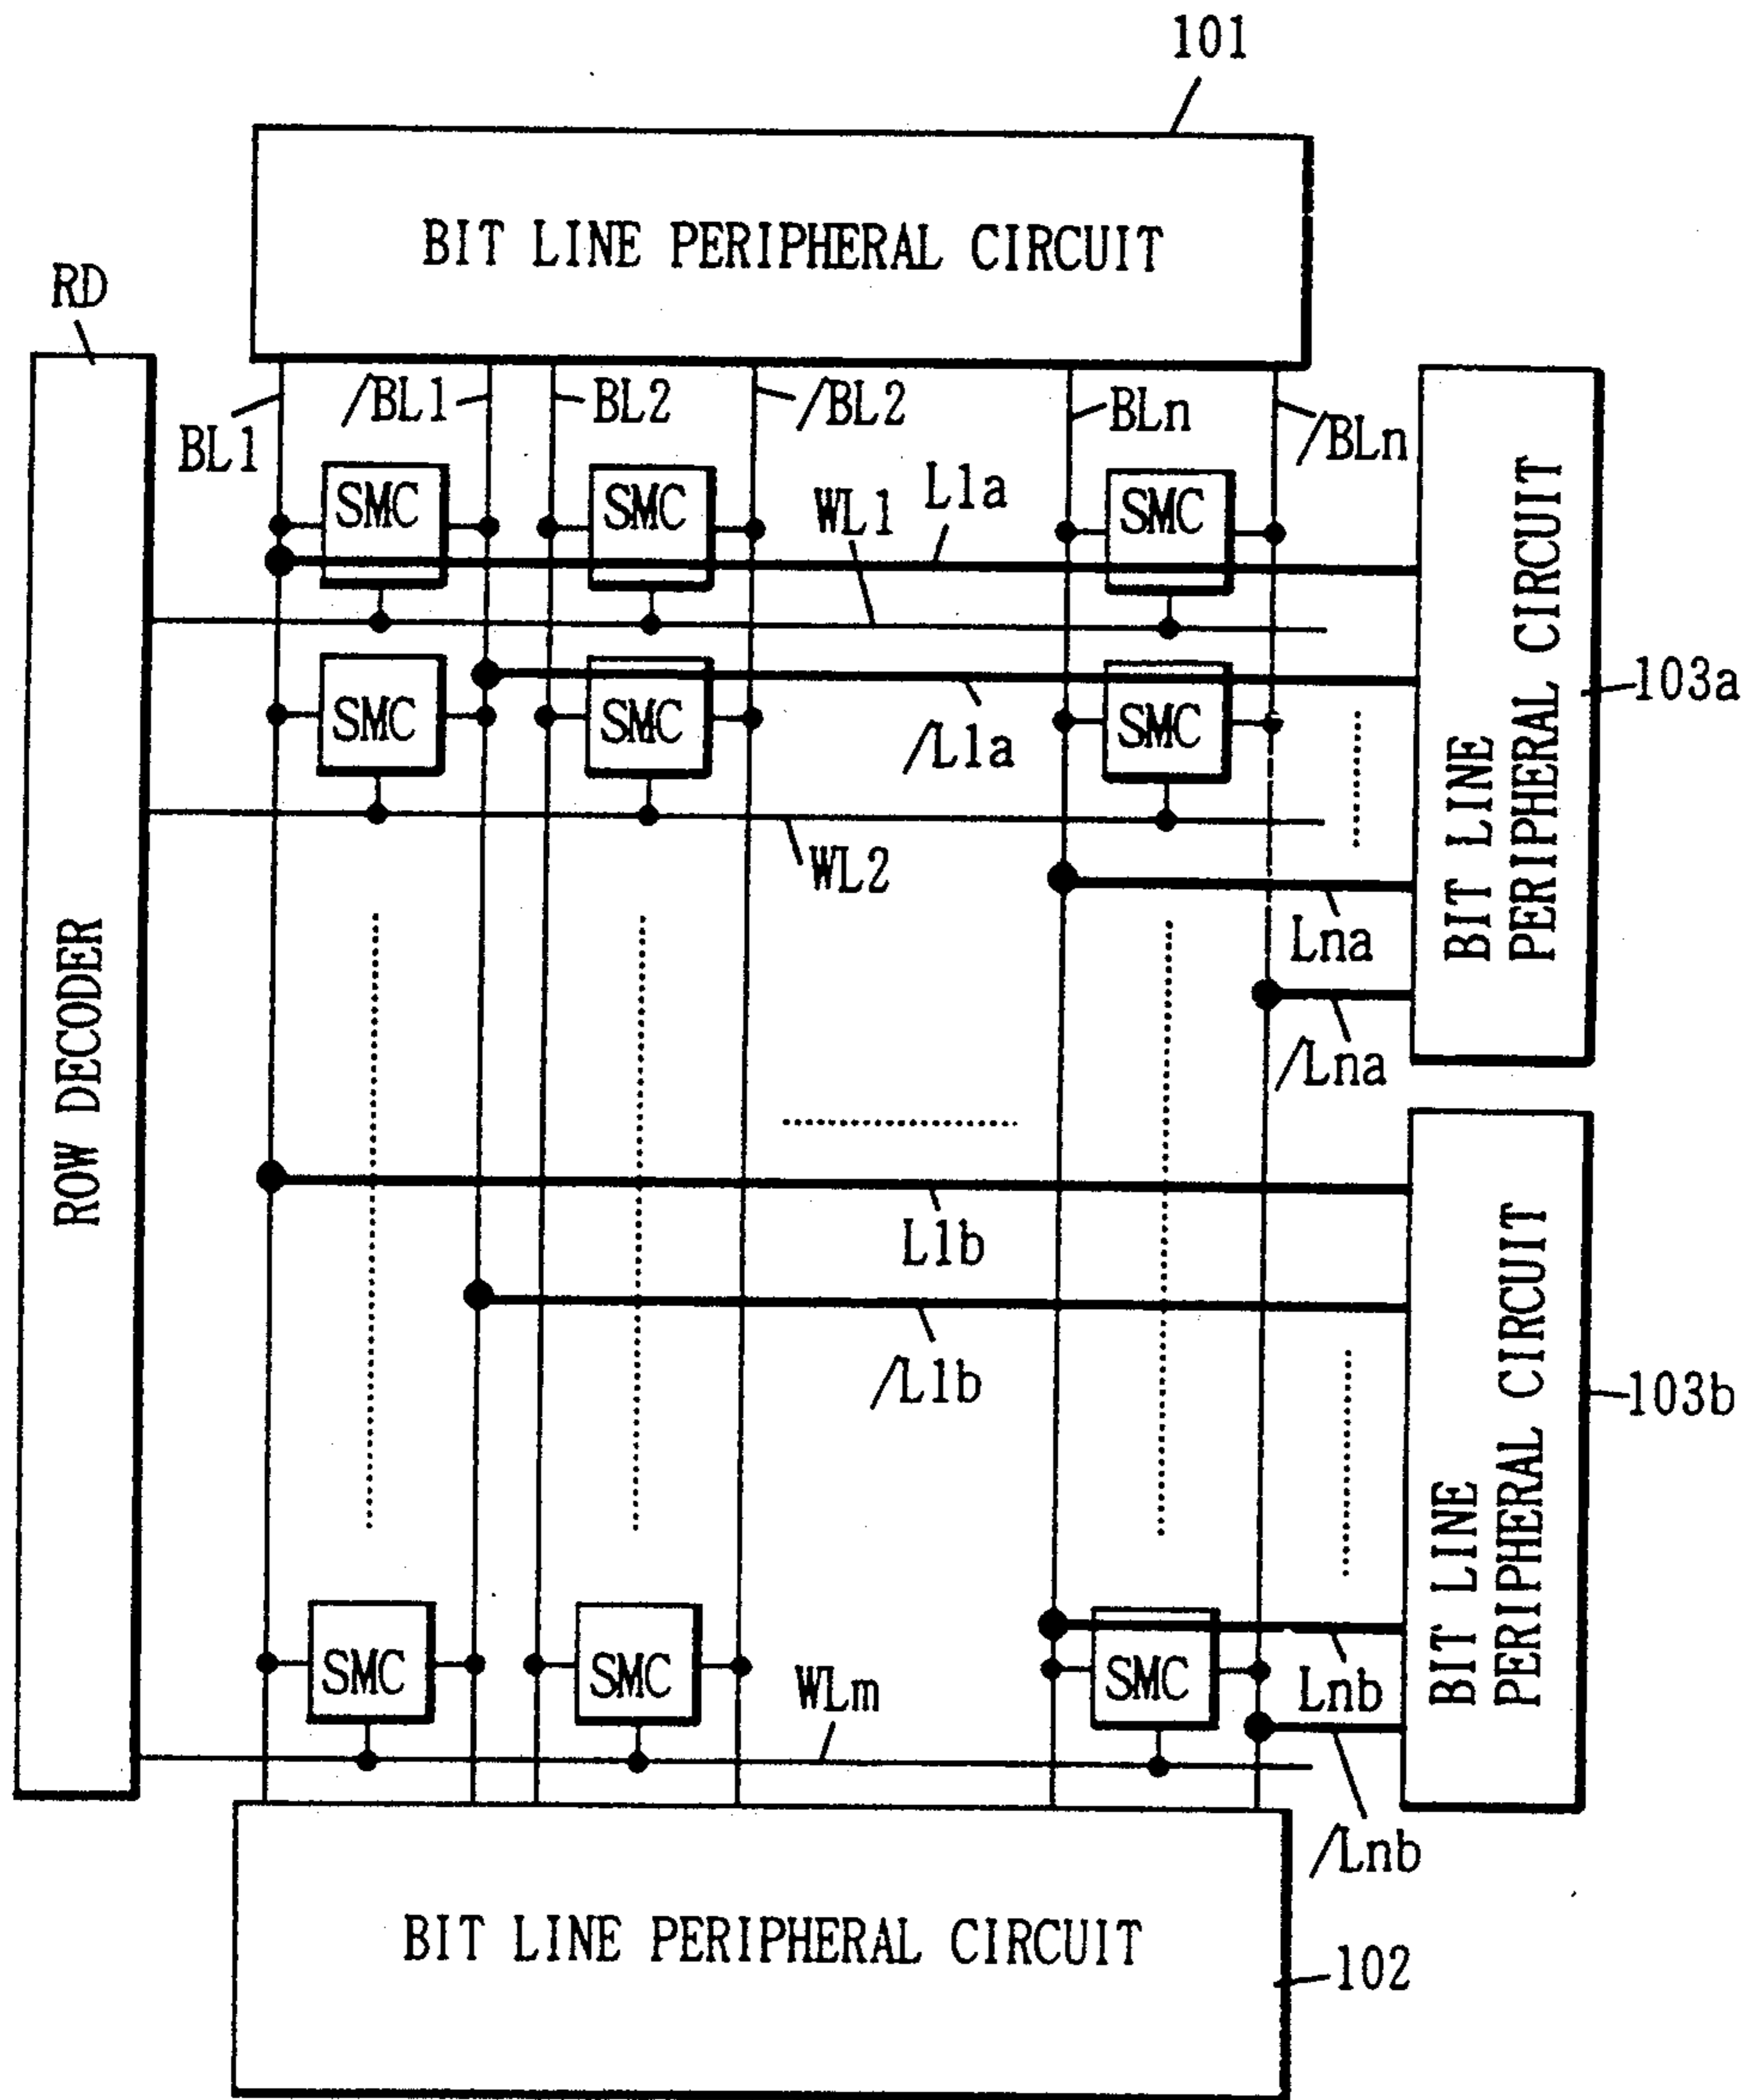 101
BIT LINE PERIPHERAL CIRCUIT
RD
BL1
/BL1
BL2
/BL2
BLn
/BLn
SMC
SMC
SMC
WL1
L1a
SMC
SMC
SMC
/L1a
WL2
BIT LINE
PERIPHERAL CIRCUIT
103a
Lna
/Lna
ROW DECODER
L1b
/L1b
BIT LINE
PERIPHERAL CIRCUIT
103b
SMC
SMC
SMC
WLm
Lnb
/Lnb
BIT LINE PERIPHERAL CIRCUIT
102